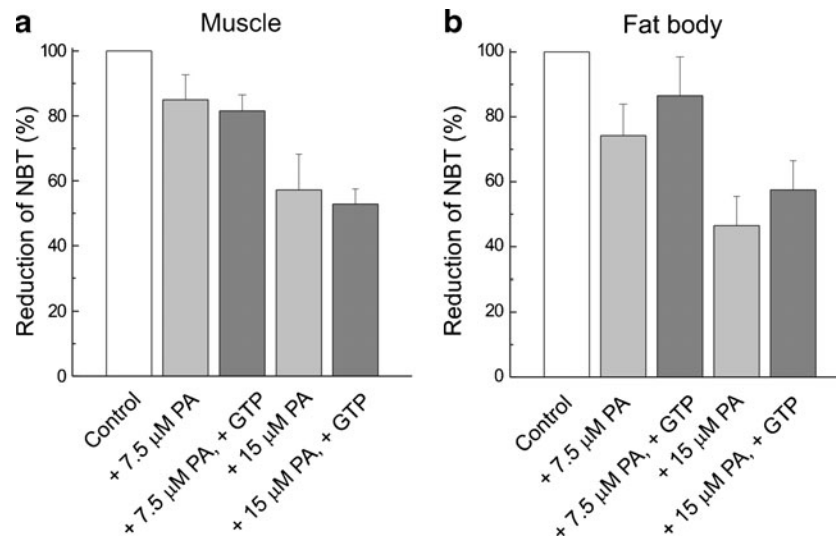 a Muscle
Reduction of NBT (%)
100
80
60
40
20
0
Control
+ 7.5 µM PA
+ 7.5 µM PA, + GTP
+ 15 µM PA
+ 15 µM PA, + GTP
b Fat body
Reduction of NBT (%)
100
80
60
40
20
0
Control
+ 7.5 µM PA
+ 7.5 µM PA, + GTP
+ 15 µM PA
+ 15 µM PA, + GTP